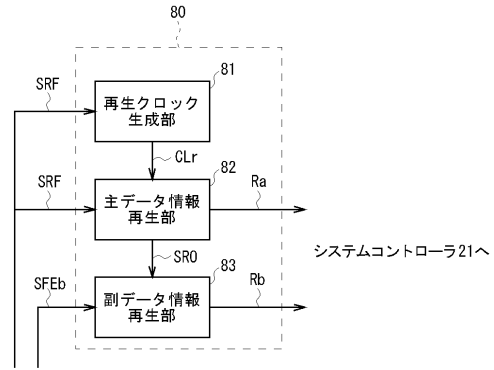 80
SRF
81
再生クロック
生成部
CLr
SRF
82
主データ情報
再生部
Ra
SRO
システムコントローラ21へ
SFEb
83
副データ情報
再生部
Rb